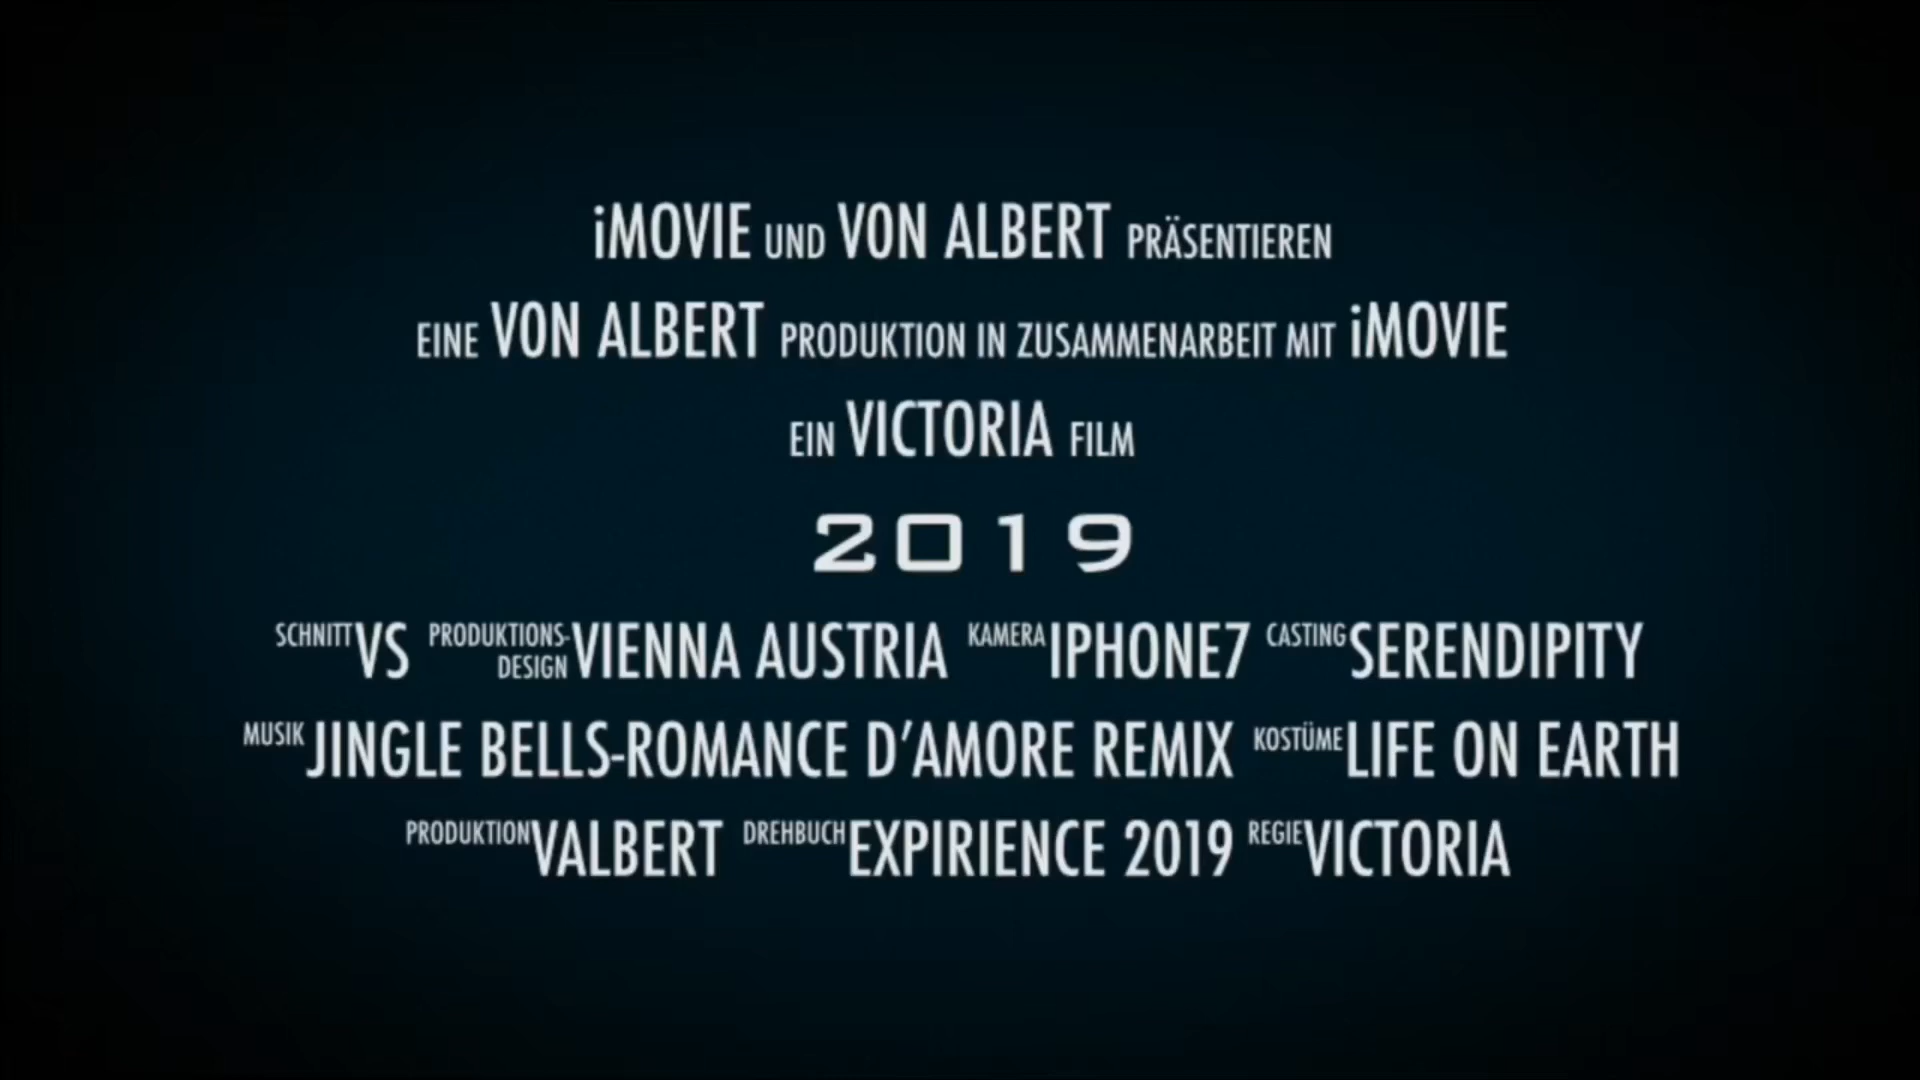 iMOVIE UND VON ALBERT PRÄSENTIEREN
EINE VON ALBERT PRODUKTION IN ZUSAMMENARBEIT MIT iMOVIE
EIN VICTORIA FILM
2019
SCHNITT VS PRODUKTIONS-DESIGN VIENNA AUSTRIA KAMERA IPHONE7 CASTING SERENDIPITY
MUSIK JINGLE BELLS-ROMANCE D’AMORE REMIX KOSTÜME LIFE ON EARTH
PRODUKTION VALBERT DREHBUCH EXPIRIENCE 2019 REGIE VICTORIA